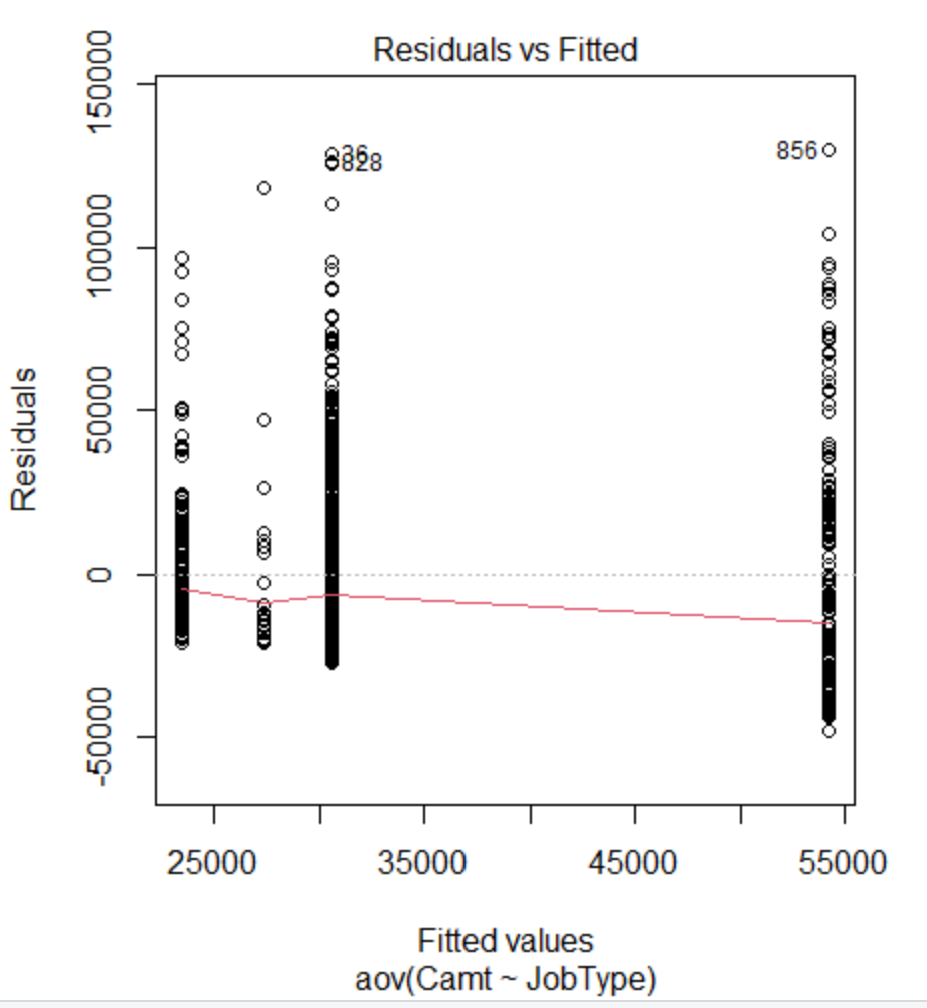 Residuals vs Fitted
150000
100000
50000
0
-50000
Residuals
36
828
856
25000 35000 45000 55000
Fitted values
aov(Camt ~ JobType)